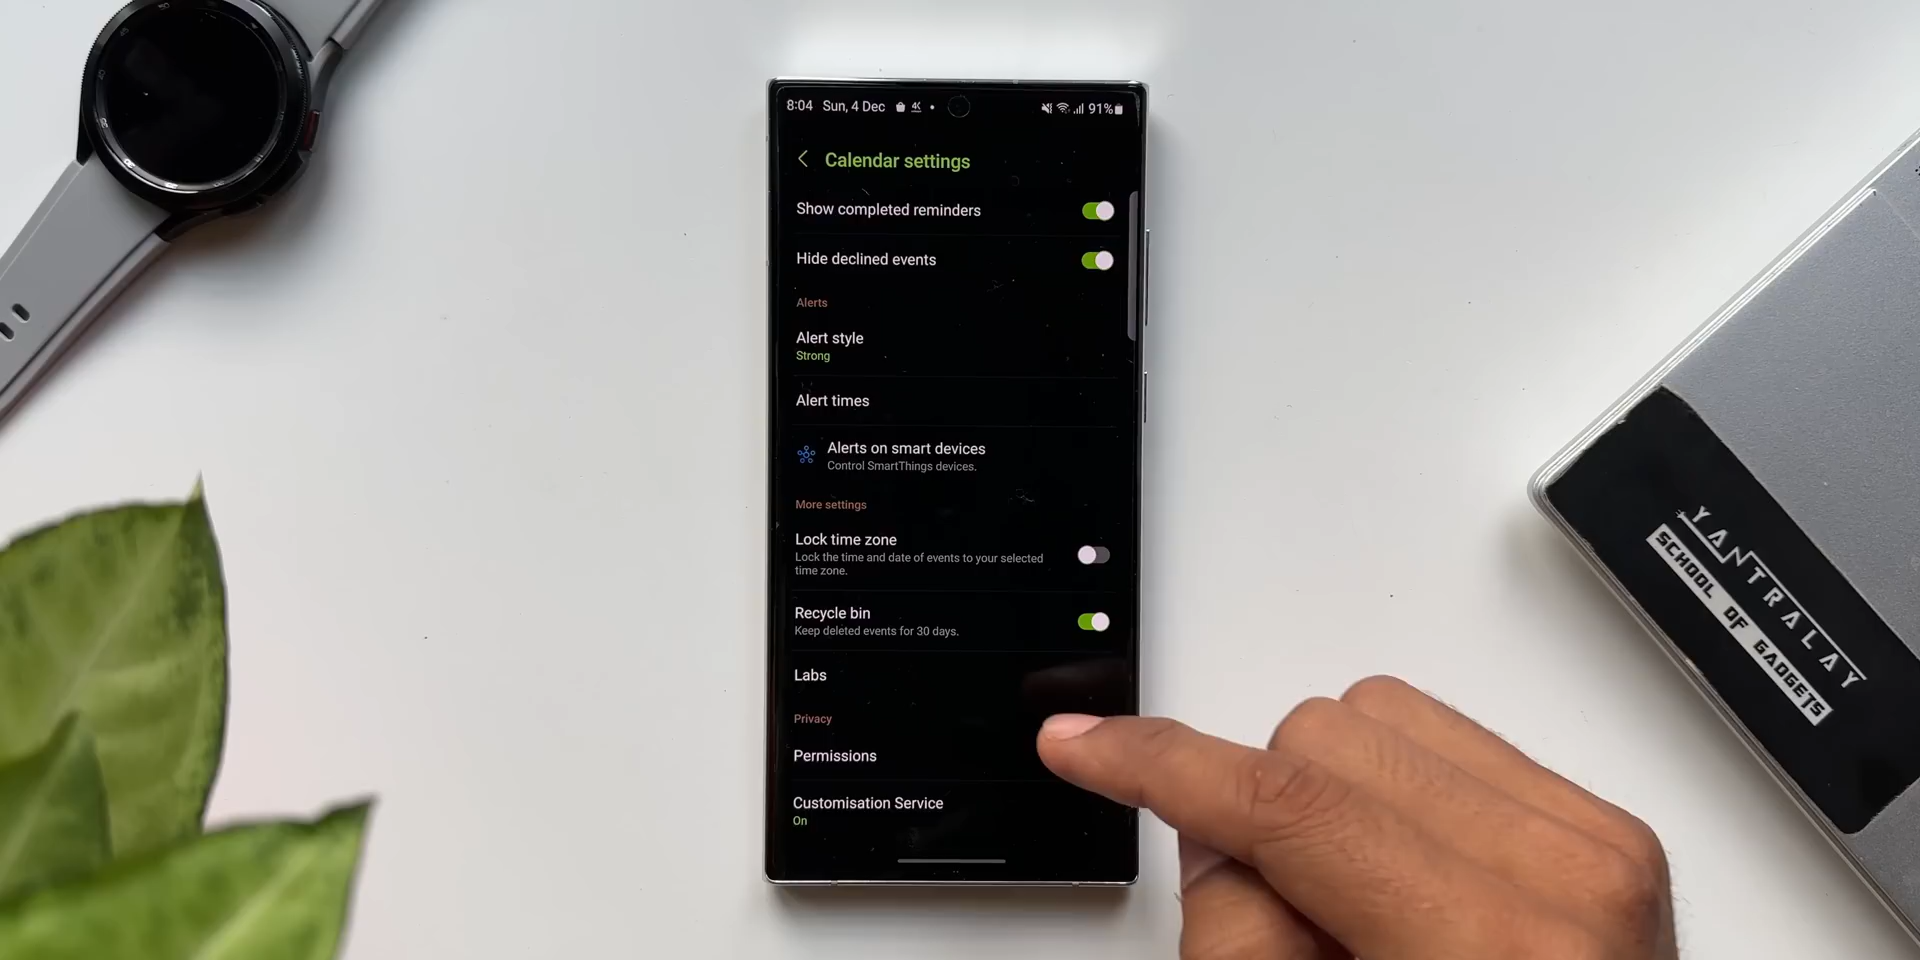 8:04 Sun, 4 Dec 4K 91%
Calendar settings
Show completed reminders
Hide declined events
Alerts
Alert style
Strong
Alert times
Alerts on smart devices
Control SmartThings devices.
More settings
Lock time zone
Lock the time and date of events to your selected
time zone.
Recycle bin
Keep deleted events for 30 days.
Labs
Privacy
Permissions
Customisation Service
On
YANTRALAY
SCHOOL OF GADGETS